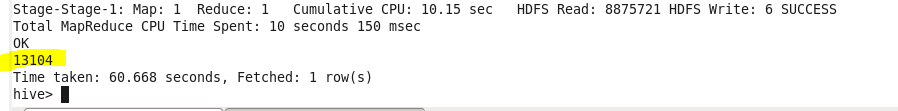 Stage-Stage-1: Map: 1  Reduce: 1   Cumulative CPU: 10.15 sec   HDFS Read: 8875721 HDFS Write: 6 SUCCESS
Total MapReduce CPU Time Spent: 10 seconds 150 msec
OK
13104
Time taken: 60.668 seconds, Fetched: 1 row(s)
hive>